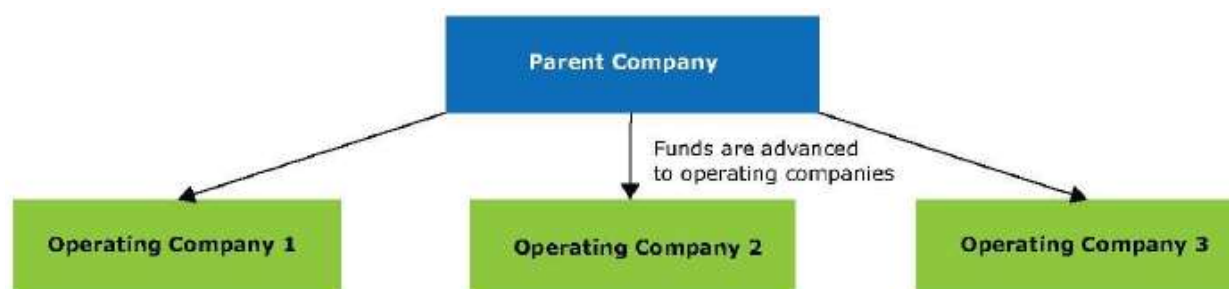 Parent Company
Funds are advanced
to operating companies
Operating Company 1
Operating Company 2
Operating Company 3